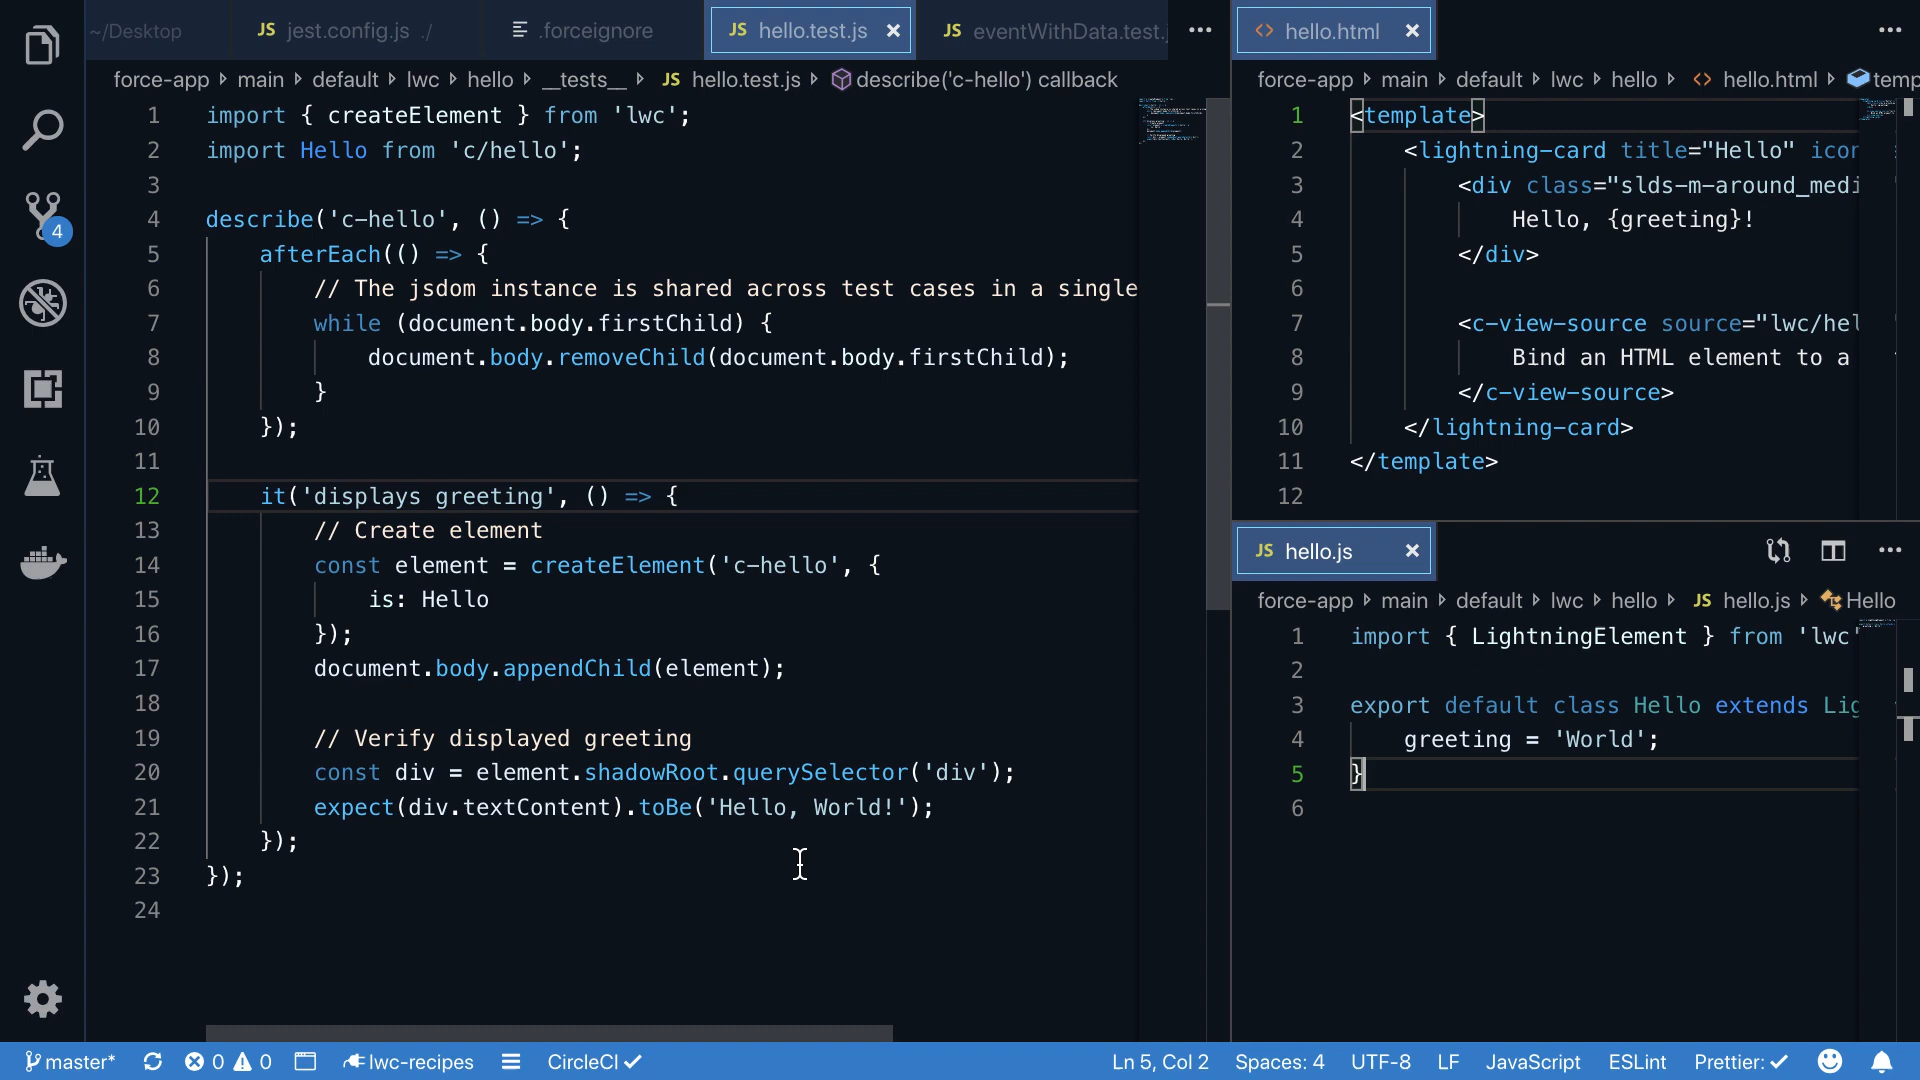 ~/Desktop
JS jest.config.js ./
.forceignore
JS hello.test.js ×
JS eventWithData.test.j
···
force-app main default lwc hello __tests__ JS hello.test.js describe('c-hello') callback
1 import { createElement } from 'lwc';
2 import Hello from 'c/hello';
3
4 describe('c-hello', () => {
5 afterEach(() => {
6 // The jsdom instance is shared across test cases in a single
7 while (document.body.firstChild) {
8 document.body.removeChild(document.body.firstChild);
9 }
10 });
11
12 it('displays greeting', () => {
13 // Create element
14 const element = createElement('c-hello', {
15 is: Hello
16 });
17 document.body.appendChild(element);
18
19 // Verify displayed greeting
20 const div = element.shadowRoot.querySelector('div');
21 expect(div.textContent).toBe('Hello, World!');
22 });
23 });
24
<> hello.html ×
···
force-app main default lwc hello <> hello.html temp
1 <template>
2 <lightning-card title="Hello" icon
3 <div class="slds-m-around_medi
4 Hello, {greeting}!
5 </div>
6
7 <c-view-source source="lwc/hel
8 Bind an HTML element to a
9 </c-view-source>
10 </lightning-card>
11 </template>
12
JS hello.js ×
···
force-app main default lwc hello JS hello.js Hello
1 import { LightningElement } from 'lwc'
2
3 export default class Hello extends Lig
4 greeting = 'World';
5 }
6
4
master* 0 0 lwc-recipes CircleCI ✓ Ln 5, Col 2 Spaces: 4 UTF-8 LF JavaScript ESLint Prettier: ✓